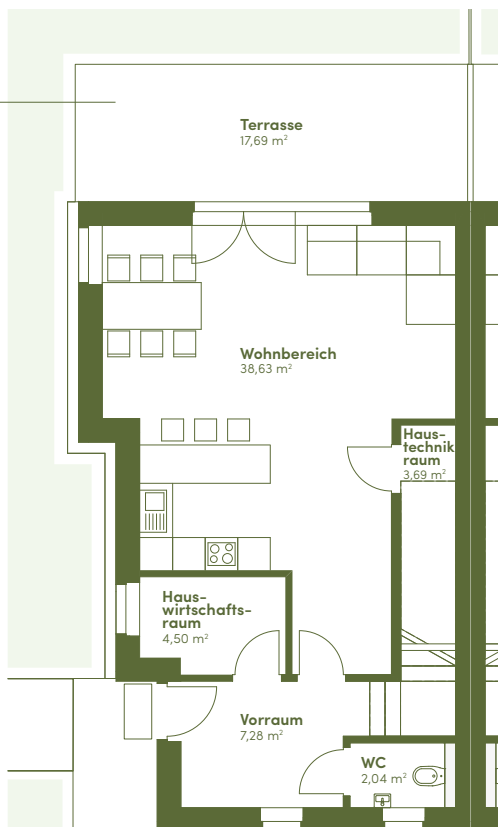 Terrasse
17,69 m²
Wohnbereich
38,63 m²
Haus-
technik
raum
3,69 m²
Haus-
wirtschafts-
raum
4,50 m²
Vorraum
7,28 m²
WC
2,04 m²